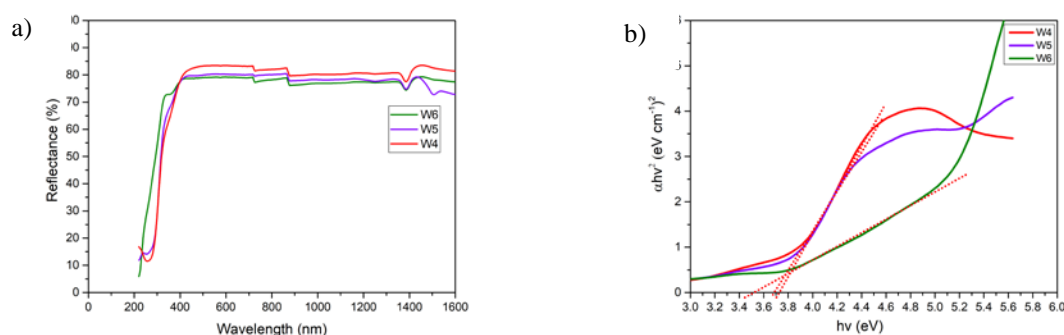 a)
Reflectance (%)
00
90
80
70
60
50
40
30
20
10
0
0 200 400 600 800 1000 1200 1400 1600
Wavelength (nm)
W6
W5
W4
b)
αhv² (eV cm⁻¹)²
4
3
2
1
0
3.0 3.2 3.4 3.6 3.8 4.0 4.2 4.4 4.6 4.8 5.0 5.2 5.4 5.6 5.8 6.0
hv (eV)
W4
W5
W6